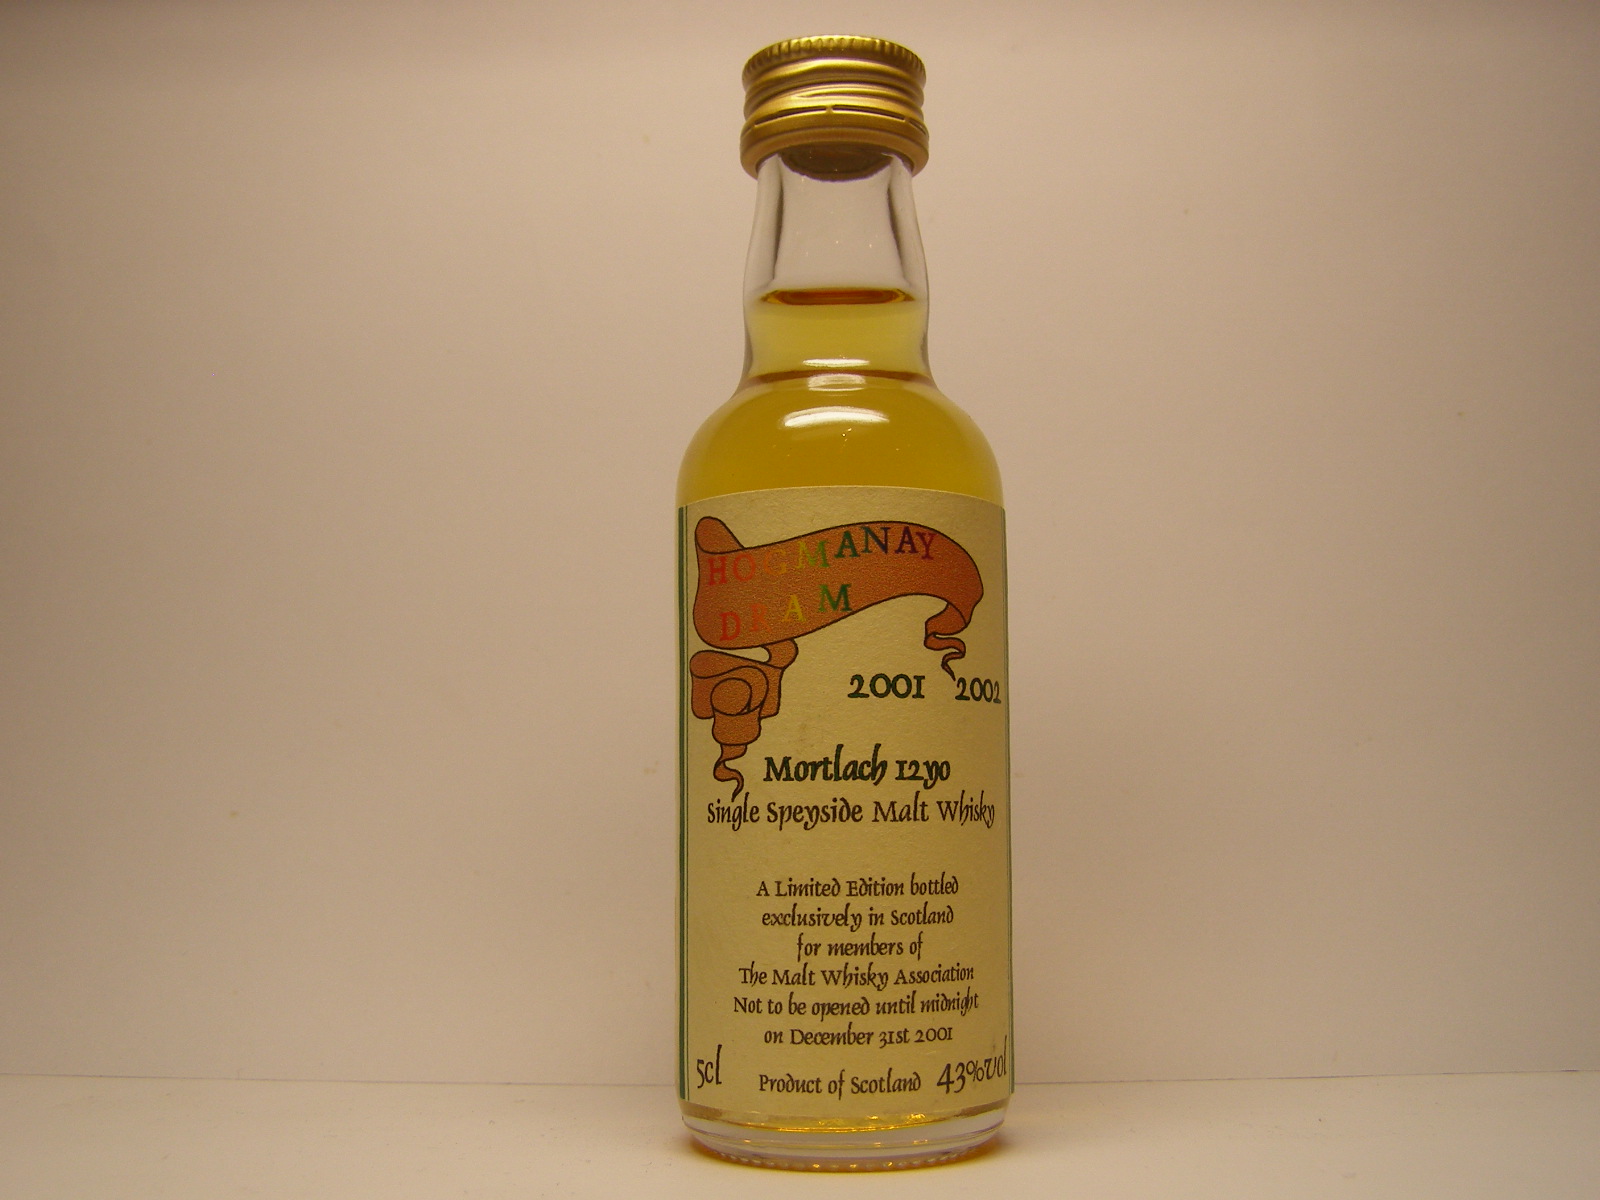 HOGMANAY
DRAM
2001 2002
Mortlach 12yo
Single Speyside Malt Whisky
A Limited Edition bottled
exclusively in Scotland
for members of
The Malt Whisky Association
Not to be opened until midnight
on December 31st 2001
5cl Product of Scotland 43%vol